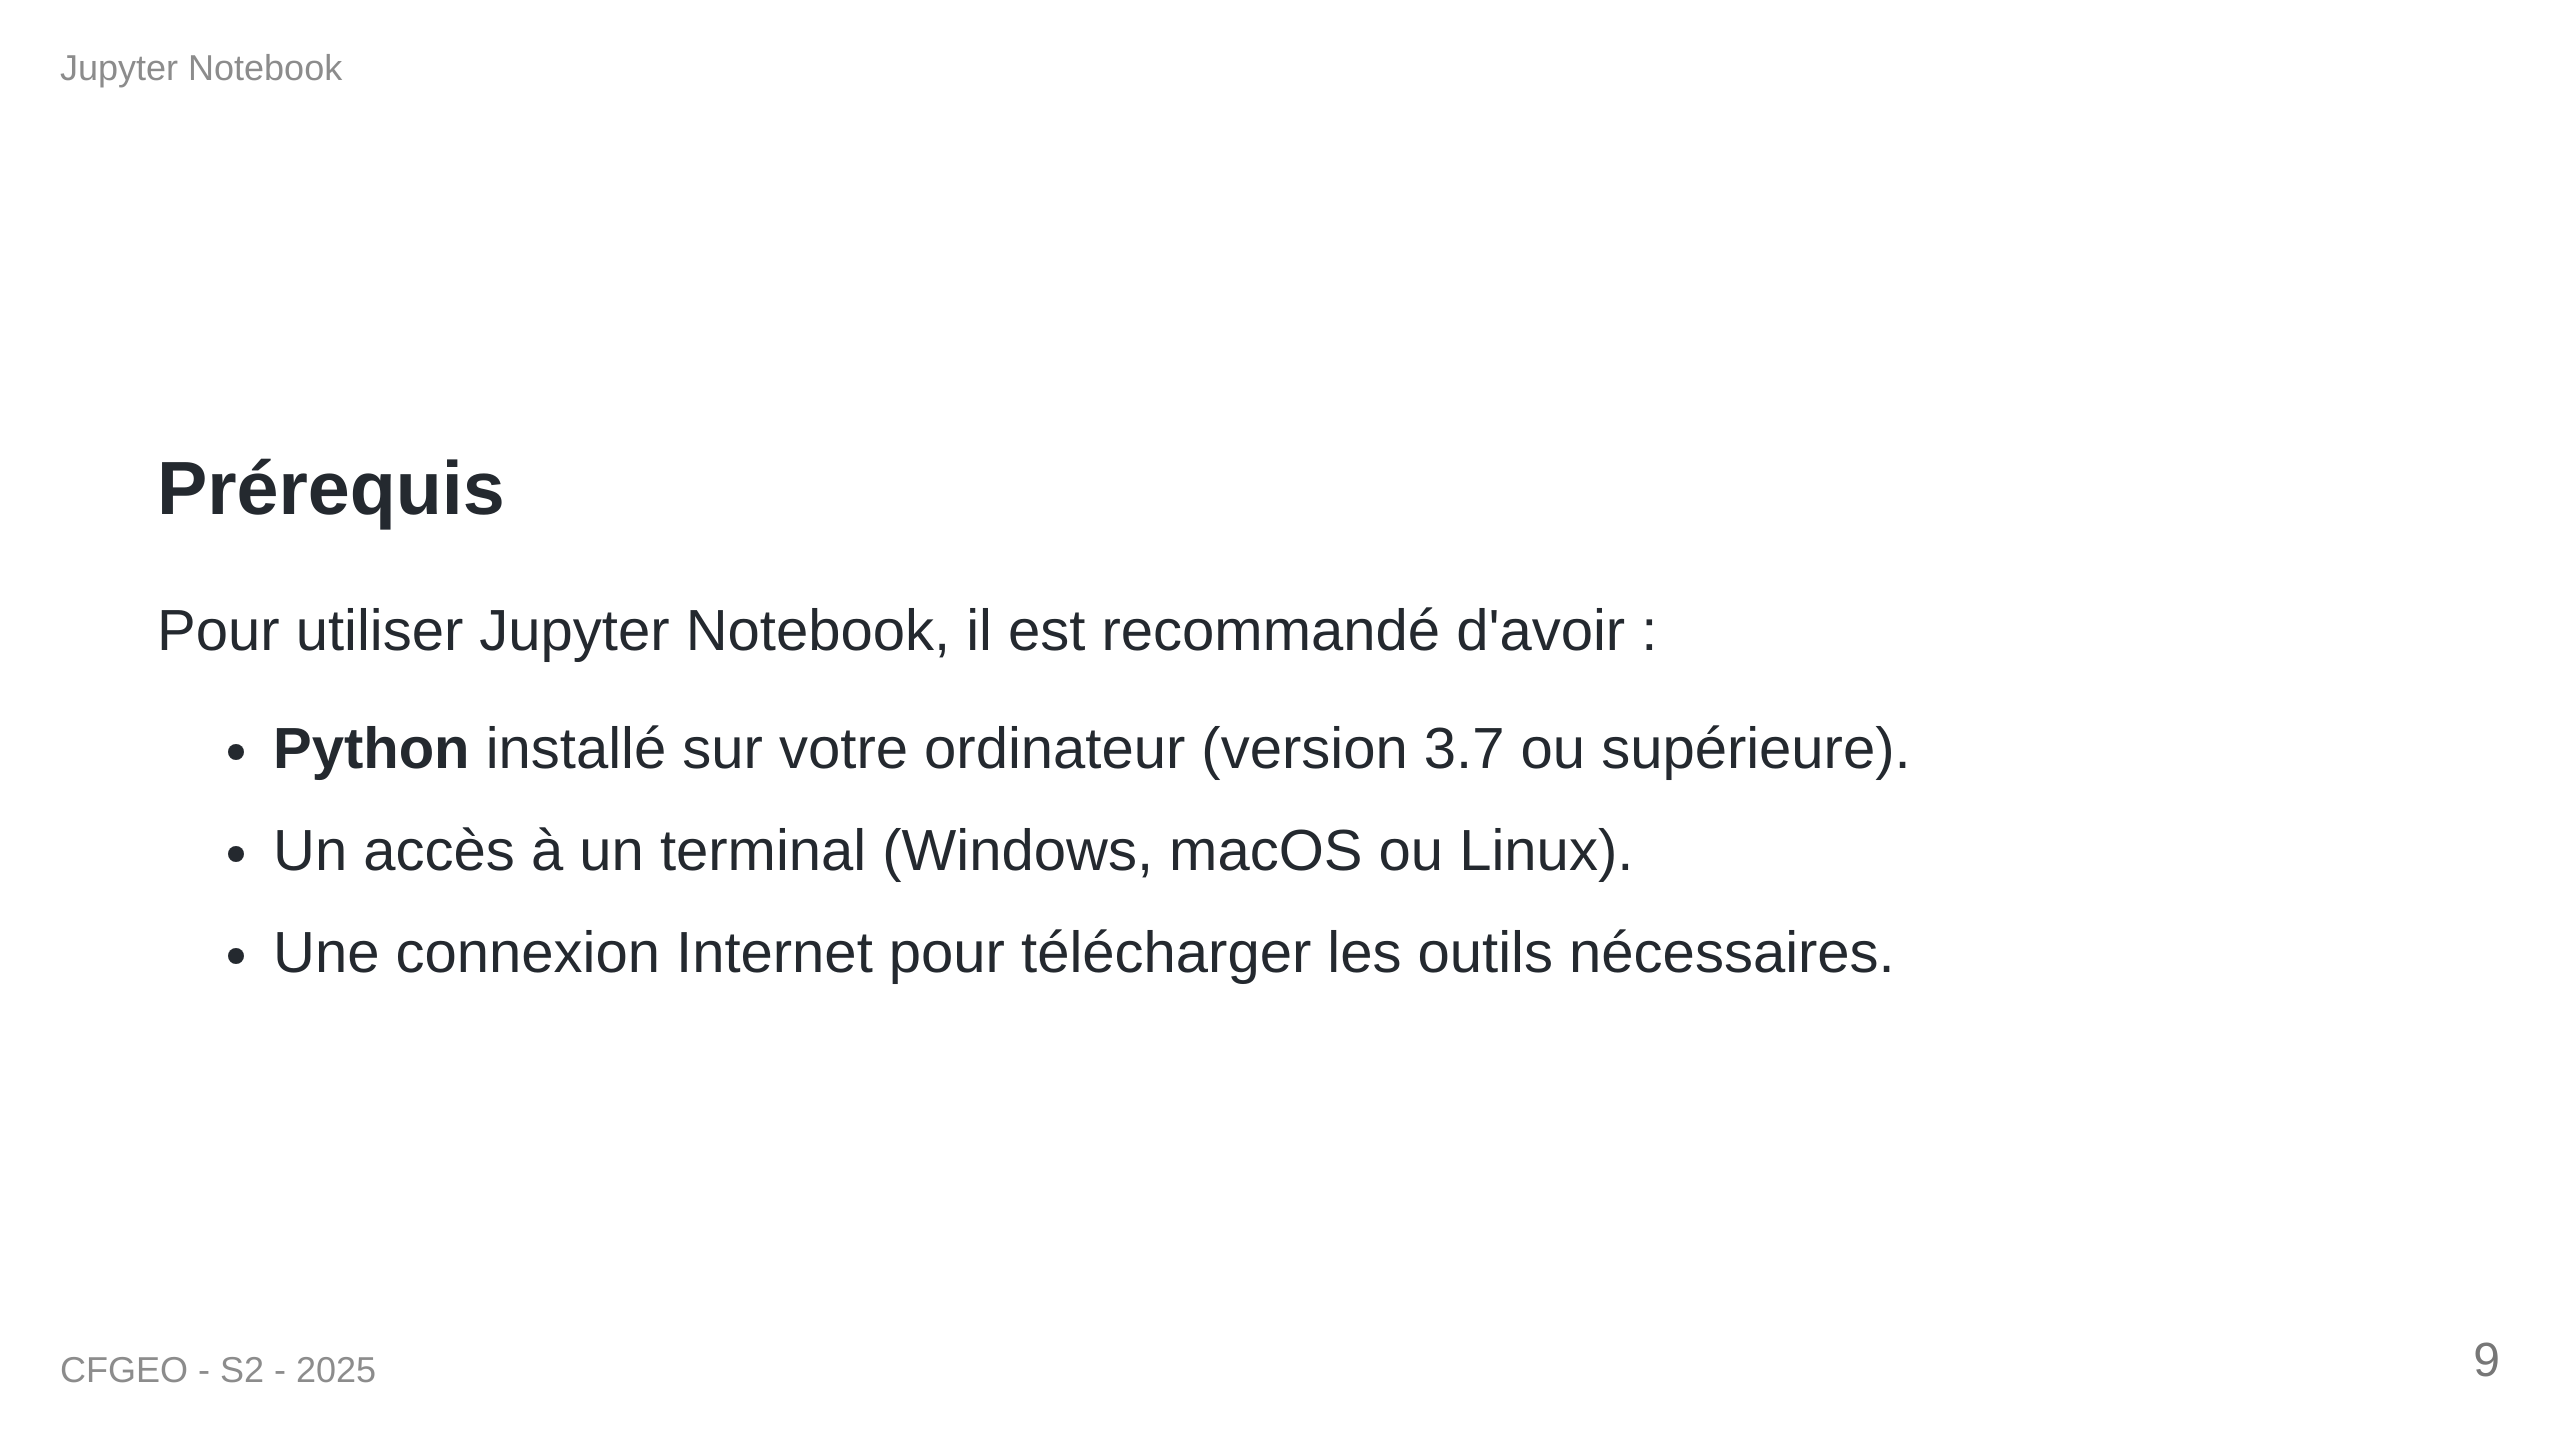 Jupyter Notebook
Prérequis
Pour utiliser Jupyter Notebook, il est recommandé d'avoir :
• Python installé sur votre ordinateur (version 3.7 ou supérieure).
• Un accès à un terminal (Windows, macOS ou Linux).
• Une connexion Internet pour télécharger les outils nécessaires.
CFGEO - S2 - 2025
9